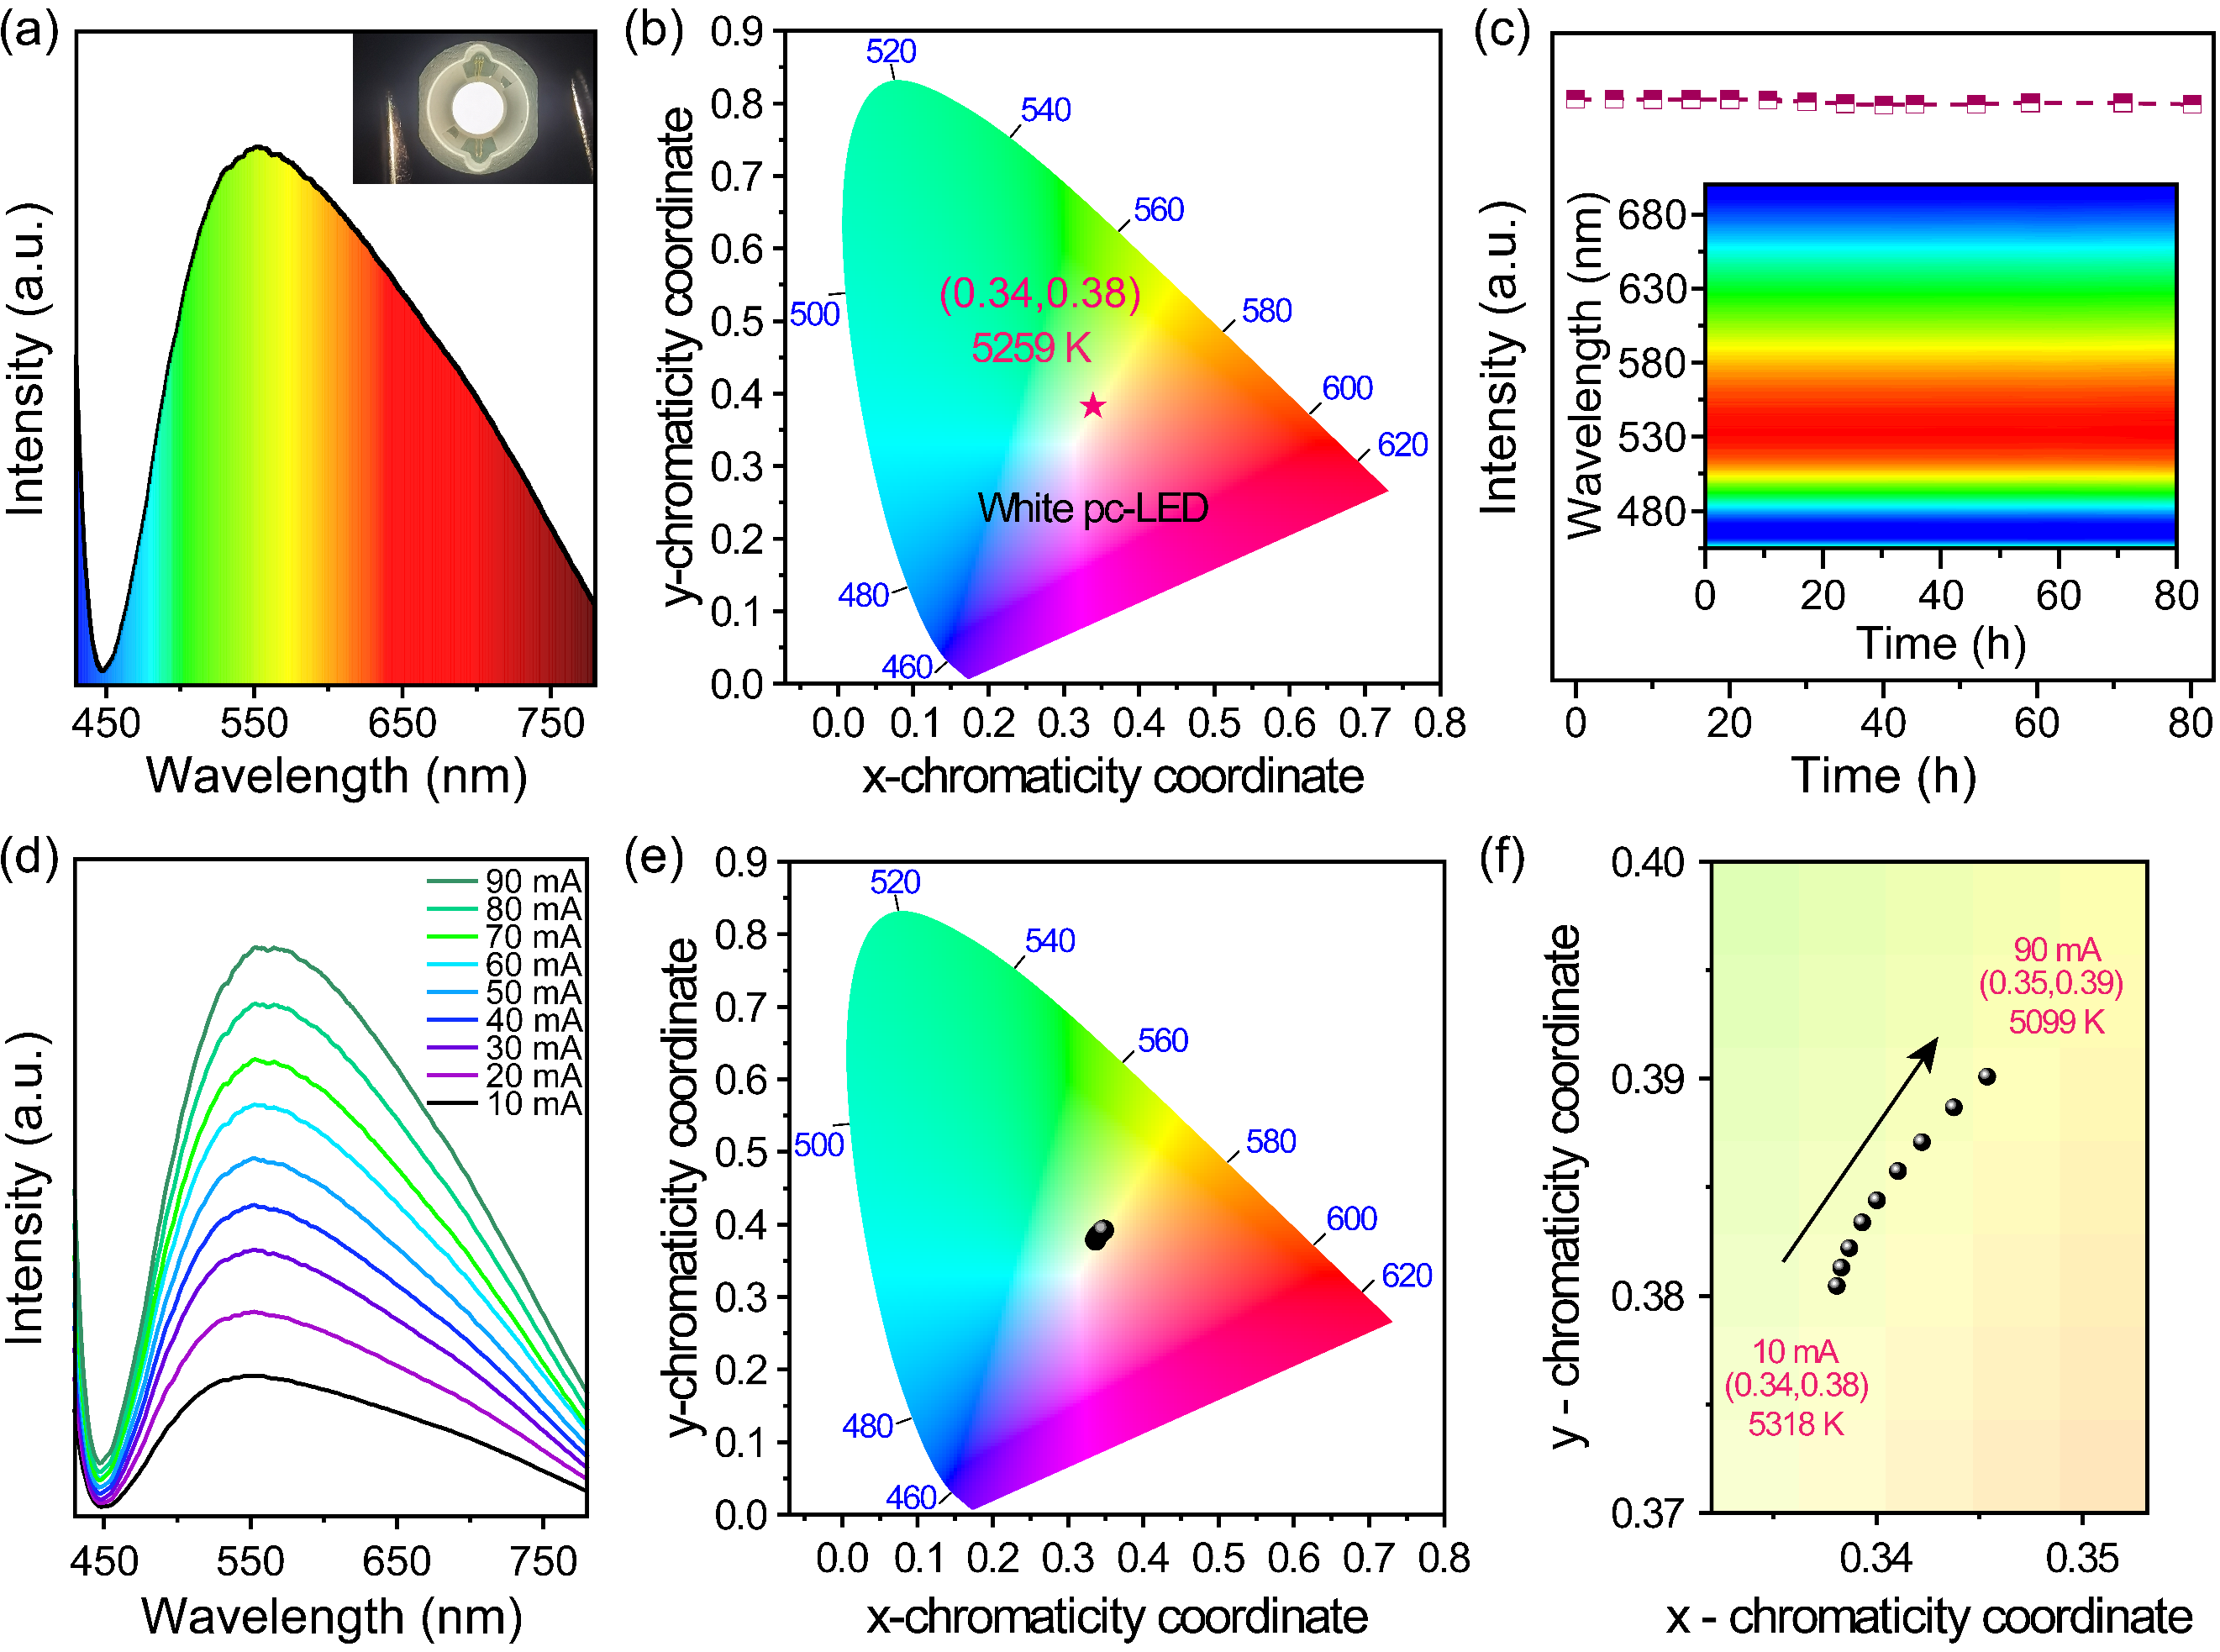 (a)
Intensity (a.u.)
450 550 650 750
Wavelength (nm)
(b)
y-chromaticity coordinate
0.9
0.8
0.7
0.6
0.5
0.4
0.3
0.2
0.1
0.0
520
540
560
500
580
600
620
480
460
(0.34,0.38)
5259 K
White pc-LED
0.0 0.1 0.2 0.3 0.4 0.5 0.6 0.7 0.8
x-chromaticity coordinate
(c)
Intensity (a.u.)
Wavelength (nm)
680
630
580
530
480
0 20 40 60 80
Time (h)
0 20 40 60 80
Time (h)
(d)
Intensity (a.u.)
90 mA
80 mA
70 mA
60 mA
50 mA
40 mA
30 mA
20 mA
10 mA
450 550 650 750
Wavelength (nm)
(e)
y-chromaticity coordinate
0.9
0.8
0.7
0.6
0.5
0.4
0.3
0.2
0.1
0.0
520
540
560
500
580
600
620
480
460
0.0 0.1 0.2 0.3 0.4 0.5 0.6 0.7 0.8
x-chromaticity coordinate
(f)
y - chromaticity coordinate
0.40
0.39
0.38
0.37
90 mA
(0.35,0.39)
5099 K
10 mA
(0.34,0.38)
5318 K
0.34 0.35
x - chromaticity coordinate